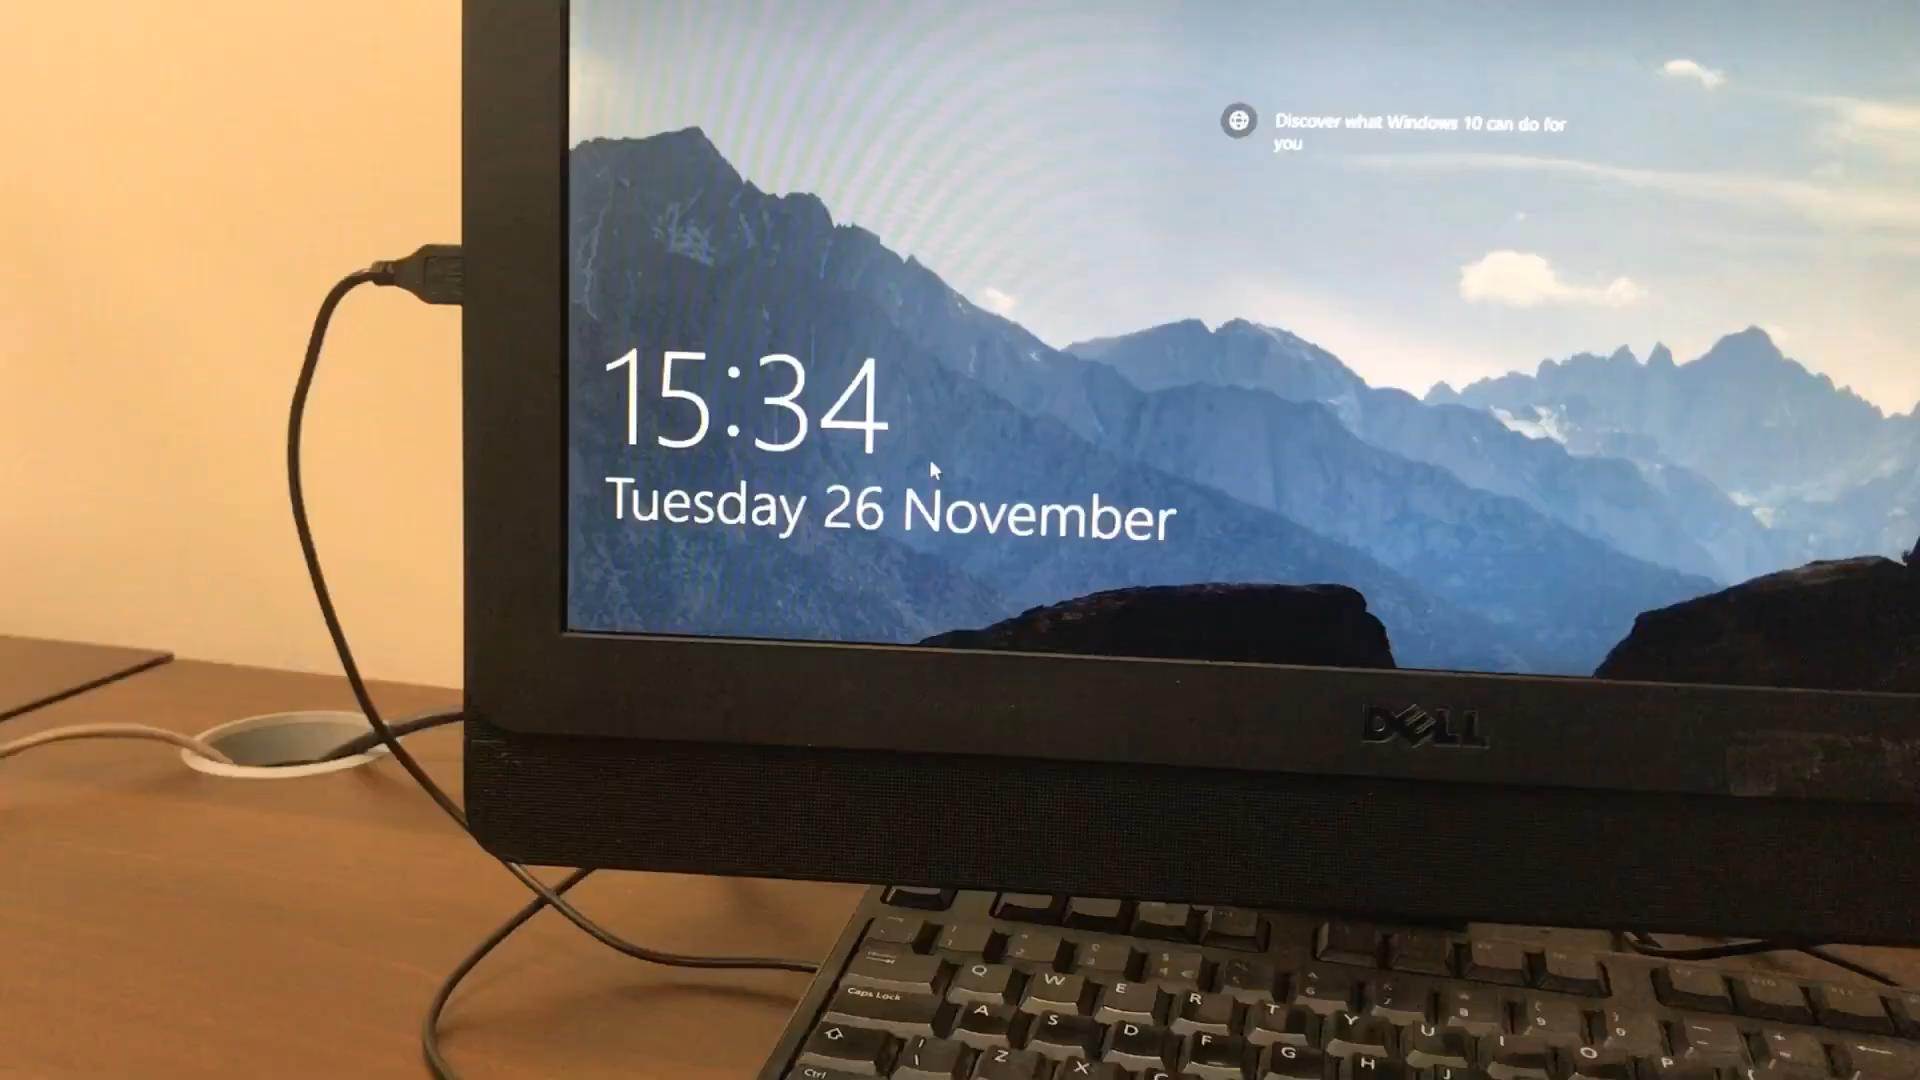 Discover what Windows 10 can do for
you
15:34
Tuesday 26 November
DELL
Q W E R T Y U I O P
Caps Lock A S D F G H J
Z X
Ctrl